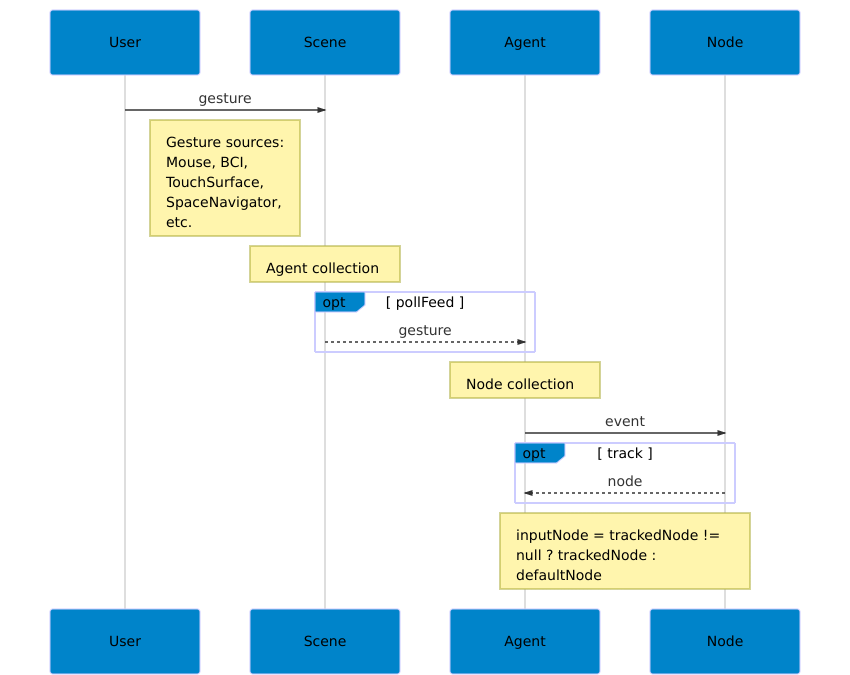 User
Scene
Agent
Node
gesture
Gesture sources:
Mouse, BCI,
TouchSurface,
SpaceNavigator,
etc.
Agent collection
opt
[ pollFeed ]
gesture
Node collection
event
opt
[ track ]
node
inputNode = trackedNode !=
null ? trackedNode :
defaultNode
User
Scene
Agent
Node